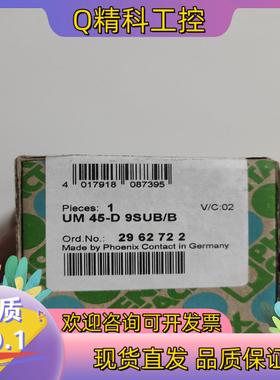 Q精科工控
4 017918 087395
Pieces: 1
V/C:02
UM 45-D 9SUB/B
Ord.No.: 29 62 72 2
Made by Phoenix Contact in Germany
质
0.1
欢迎咨询可开发票
现货直发 品质保证